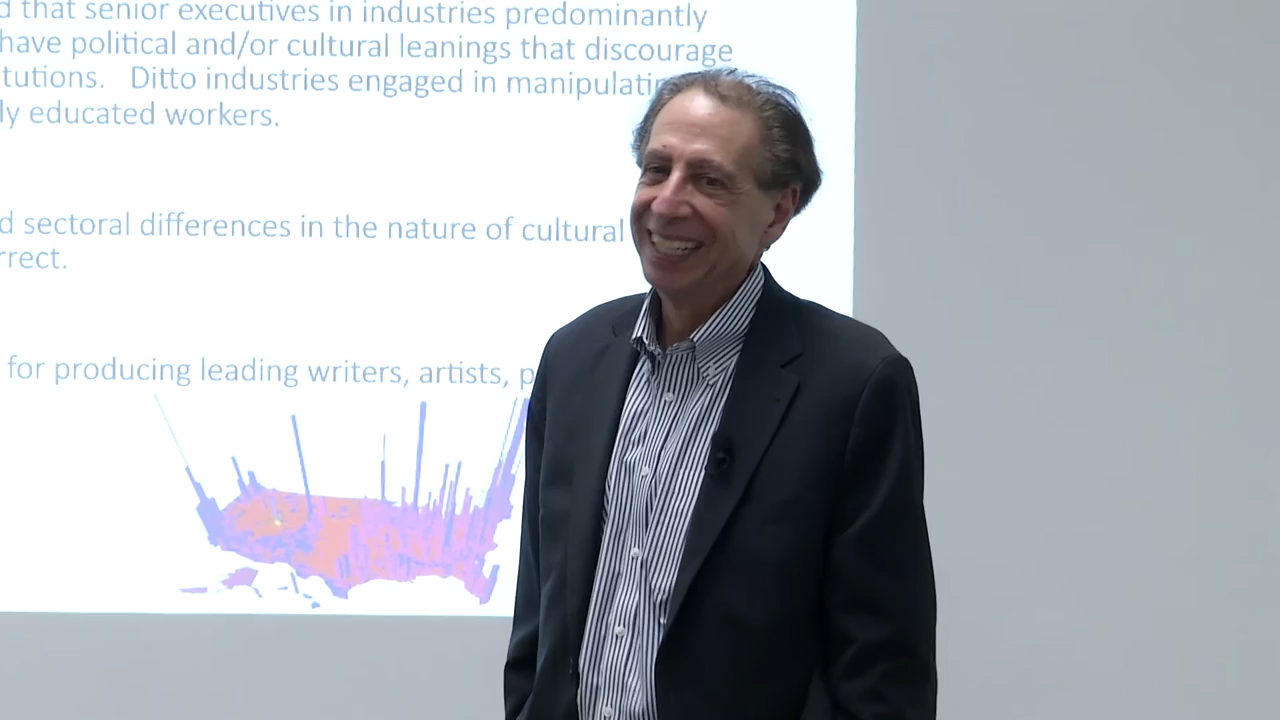 d that senior executives in industries predominantly
have political and/or cultural leanings that discourage
tutions. Ditto industries engaged in manipulatin
ly educated workers.
d sectoral differences in the nature of cultural
rrect.
for producing leading writers, artists, p